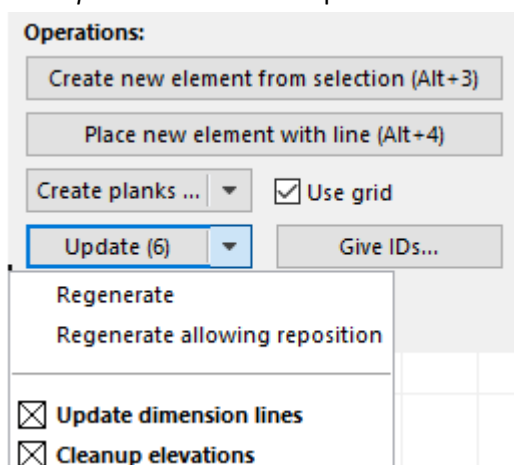 Operations:
Create new element from selection (Alt+3)
Place new element with line (Alt+4)
Create planks ... Use grid
Update (6) Give IDs...
Regenerate
Regenerate allowing reposition
Update dimension lines
Cleanup elevations